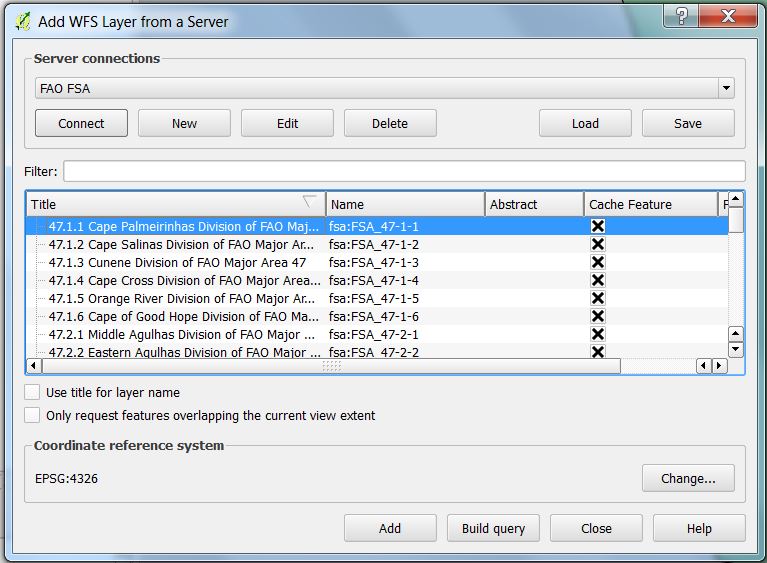 Add WFS Layer from a Server
Server connections
FAO FSA
Connect New Edit Delete Load Save
Filter:
Title Name Abstract Cache Feature F
47.1.1 Cape Palmeirinhas Division of FAO Maj... fsa:FSA_47-1-1
47.1.2 Cape Salinas Division of FAO Major Ar... fsa:FSA_47-1-2
47.1.3 Cunene Division of FAO Major Area 47 fsa:FSA_47-1-3
47.1.4 Cape Cross Division of FAO Major Area... fsa:FSA_47-1-4
47.1.5 Orange River Division of FAO Major Ar... fsa:FSA_47-1-5
47.1.6 Cape of Good Hope Division of FAO Ma... fsa:FSA_47-1-6
47.2.1 Middle Agulhas Division of FAO Major ... fsa:FSA_47-2-1
47.2.2 Eastern Agulhas Division of FAO Major ... fsa:FSA_47-2-2
Use title for layer name
Only request features overlapping the current view extent
Coordinate reference system
EPSG:4326 Change...
Add Build query Close Help